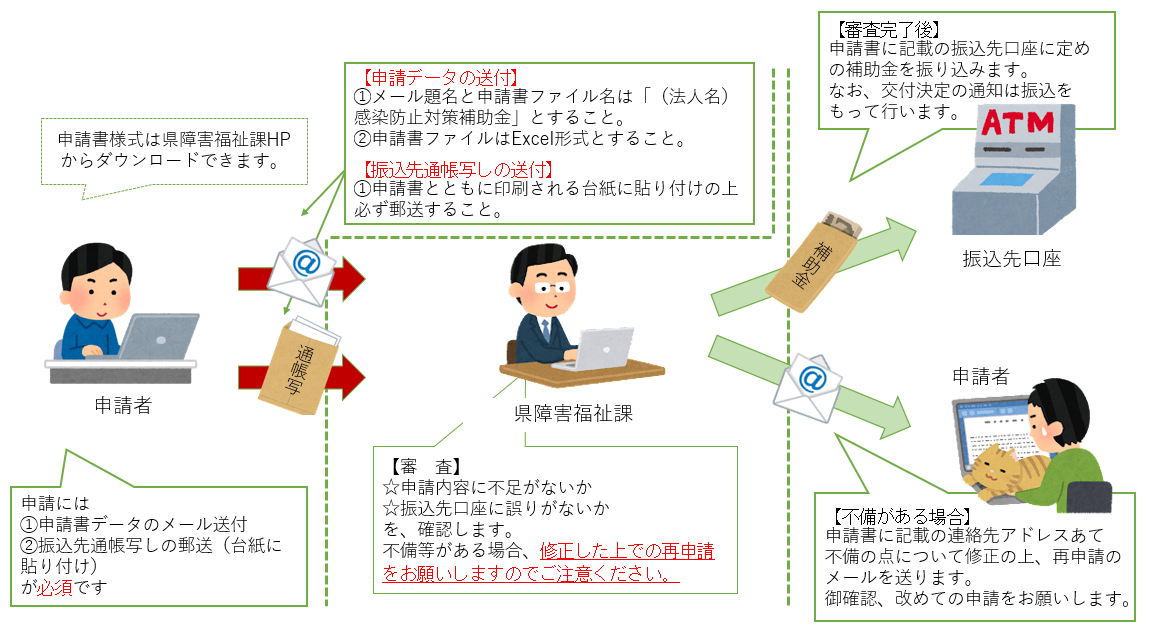 申請書様式は県障害福祉課HP
からダウンロードできます。
【申請データの送付】
①メール題名と申請書ファイル名は「（法人名）
感染防止対策補助金」とすること。
②申請書ファイルはExcel形式とすること。
【振込先通帳写しの送付】
①申請書とともに印刷される台紙に貼り付けの上
必ず郵送すること。
【審査完了後】
申請書に記載の振込先口座に定め
の補助金を振り込みます。
なお、交付決定の通知は振込を
もって行います。
ATM
振込先口座
補助金
@
通帳写
申請者
県障害福祉課
@
申請者
申請には
①申請書データのメール送付
②振込先通帳写しの郵送（台紙に
貼り付け）
が必須です
【審　査】
☆申請内容に不足がないか
☆振込先口座に誤りがないか
を、確認します。
不備等がある場合、修正した上での再申請
をお願いしますのでご注意ください。
【不備がある場合】
申請書に記載の連絡先アドレスあて
不備の点について修正の上、再申請の
メールを送ります。
御確認、改めての申請をお願いします。